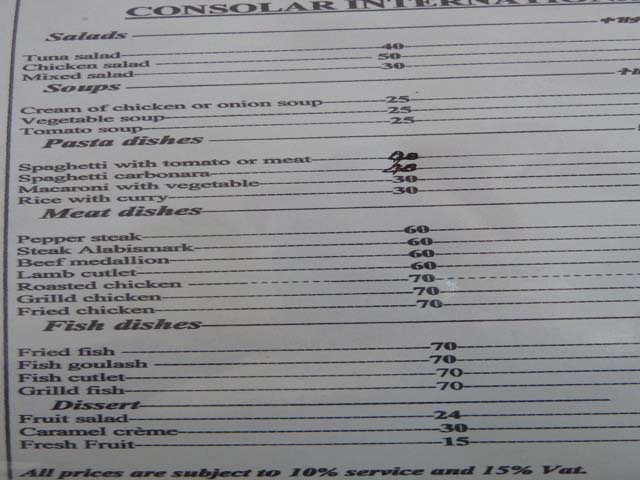 CONSOLAR INTERNATION
Salads
Tuna salad 40
Chicken salad 50
Mixed salad 30
Soups
Cream of chicken or onion soup 25
Vegetable soup 25
Tomato soup 25
Pasta dishes
Spaghetti with tomato or meat 40
Spaghetti carbonara 40
Macaroni with vegetable 30
Rice with curry 30
Meat dishes
Pepper steak 60
Steak Alabismark 60
Beef medallion 60
Lamb cutlet 60
Roasted chicken 70
Grilld chicken 70
Fried chicken 70
Fish dishes
Fried fish 70
Fish goulash 70
Fish cutlet 70
Grilld fish 70
Dissert
Fruit salad 24
Caramel crème 30
Fresh Fruit 15
All prices are subject to 10% service and 15% Vat.